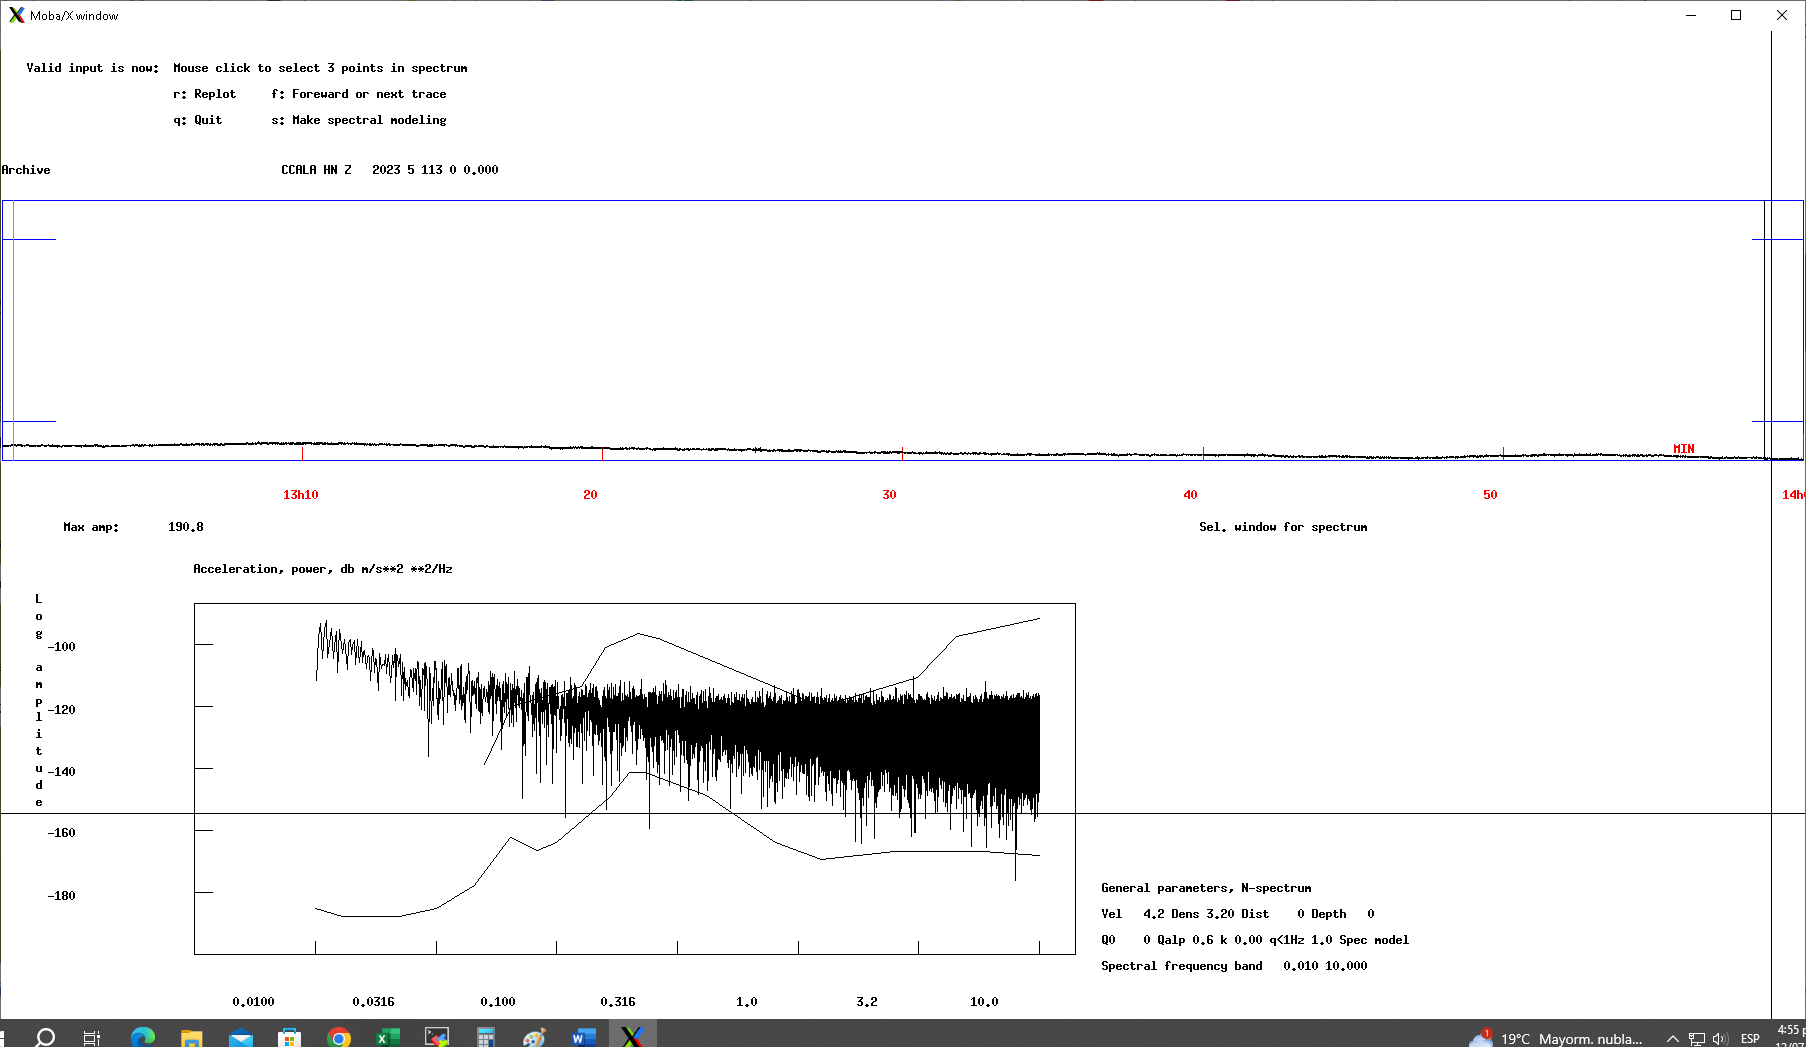 Moba/X window
Valid input is now:  Mouse click to select 3 points in spectrum
r: Replot     f: Foreward or next trace
q: Quit       s: Make spectral modeling
Archive                                 CCALA HN Z   2023 5 113 0 0.000
MIN
13h10   20   30   40   50
Max amp:       190.8
Sel. window for spectrum
Acceleration, power, db m/s**2 **2/Hz
Log amplitude
-100
-120
-140
-160
-180
0.0100   0.0316   0.100   0.316   1.0   3.2   10.0
General parameters, N-spectrum
Vel   4.2 Dens 3.20 Dist    0 Depth   0
Q0    0 Qalp 0.6 k 0.00 q<1Hz 1.0 Spec model
Spectral frequency band   0.010 10.000
1
19°C  Mayorm. nubla...
ESP
4:55 p